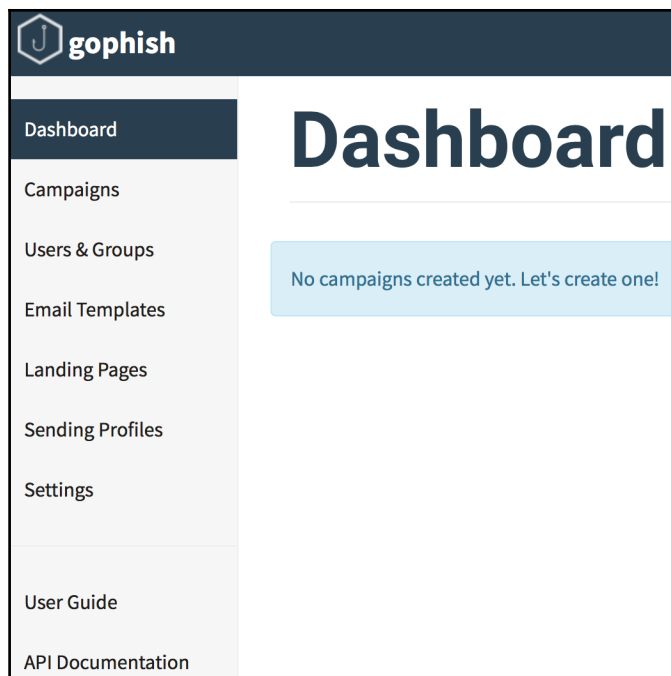 gophish
Dashboard
Campaigns
Users & Groups
Email Templates
Landing Pages
Sending Profiles
Settings
User Guide
API Documentation
Dashboard
No campaigns created yet. Let's create one!